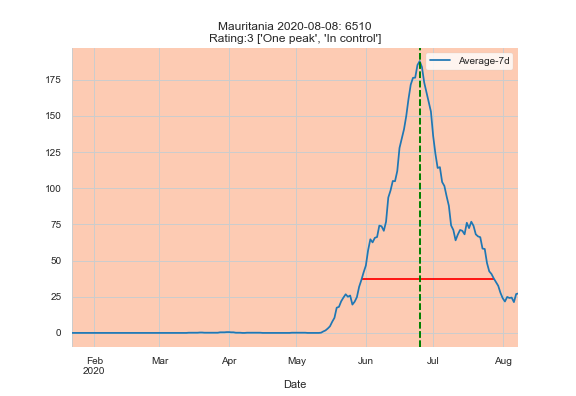 Mauritania 2020-08-08: 6510
Rating:3 ['One peak', 'In control']
Average-7d
175
150
125
100
75
50
25
0
Feb Mar Apr May Jun Jul Aug
2020
Date